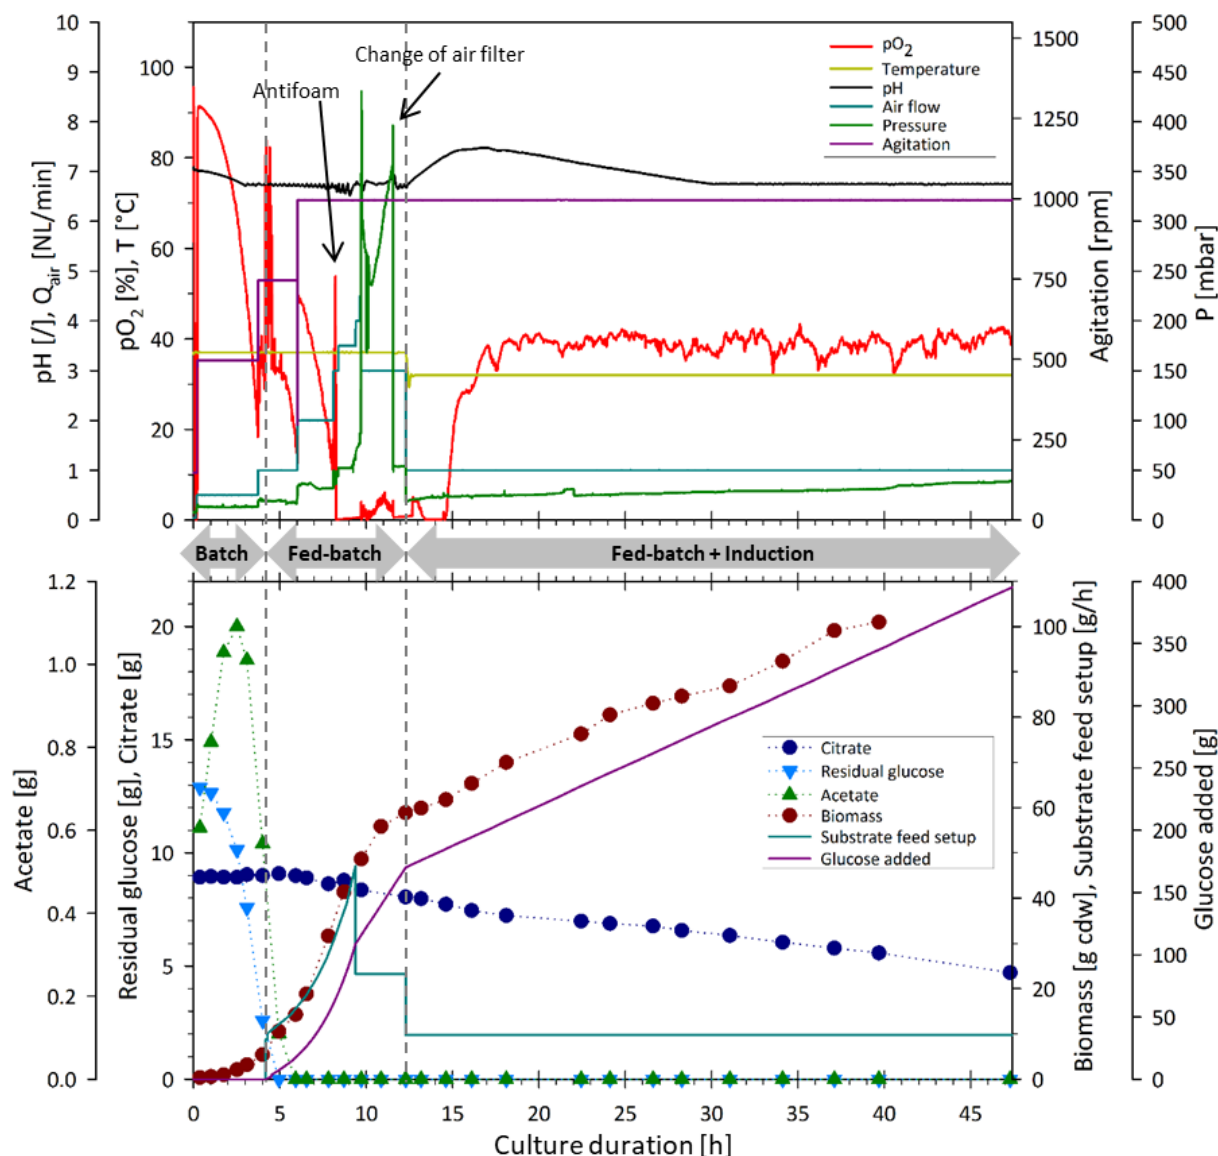 10
9
8
7
6
5
4
3
2
1
0
pH [/], Qair [NL/min]
100
80
60
40
20
0
pO2 [%], T [°C]
Antifoam
Change of air filter
pO2
Temperature
pH
Air flow
Pressure
Agitation
1500
1250
1000
750
500
250
0
Agitation [rpm]
500
450
400
350
300
250
200
150
100
50
0
P [mbar]
Batch
Fed-batch
Fed-batch + Induction
1.2
1.0
0.8
0.6
0.4
0.2
0.0
Acetate [g]
20
15
10
5
0
Residual glucose [g], Citrate [g]
Citrate
Residual glucose
Acetate
Biomass
Substrate feed setup
Glucose added
100
80
60
40
20
0
Biomass [g cdw], Substrate feed setup [g/h]
400
350
300
250
200
150
100
50
0
Glucose added [g]
0 5 10 15 20 25 30 35 40 45
Culture duration [h]